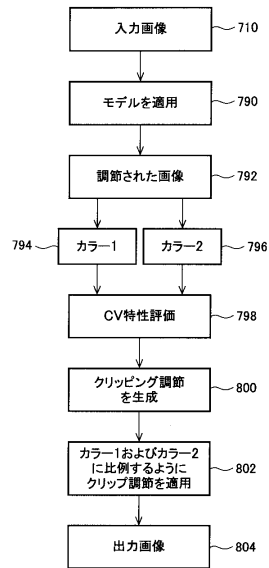 入力画像
710
モデルを適用
790
調節された画像
792
794
カラー1
カラー2
796
CV特性評価
798
クリッピング調節
を生成
800
カラー1およびカラー2
に比例するように
クリップ調節を適用
802
出力画像
804